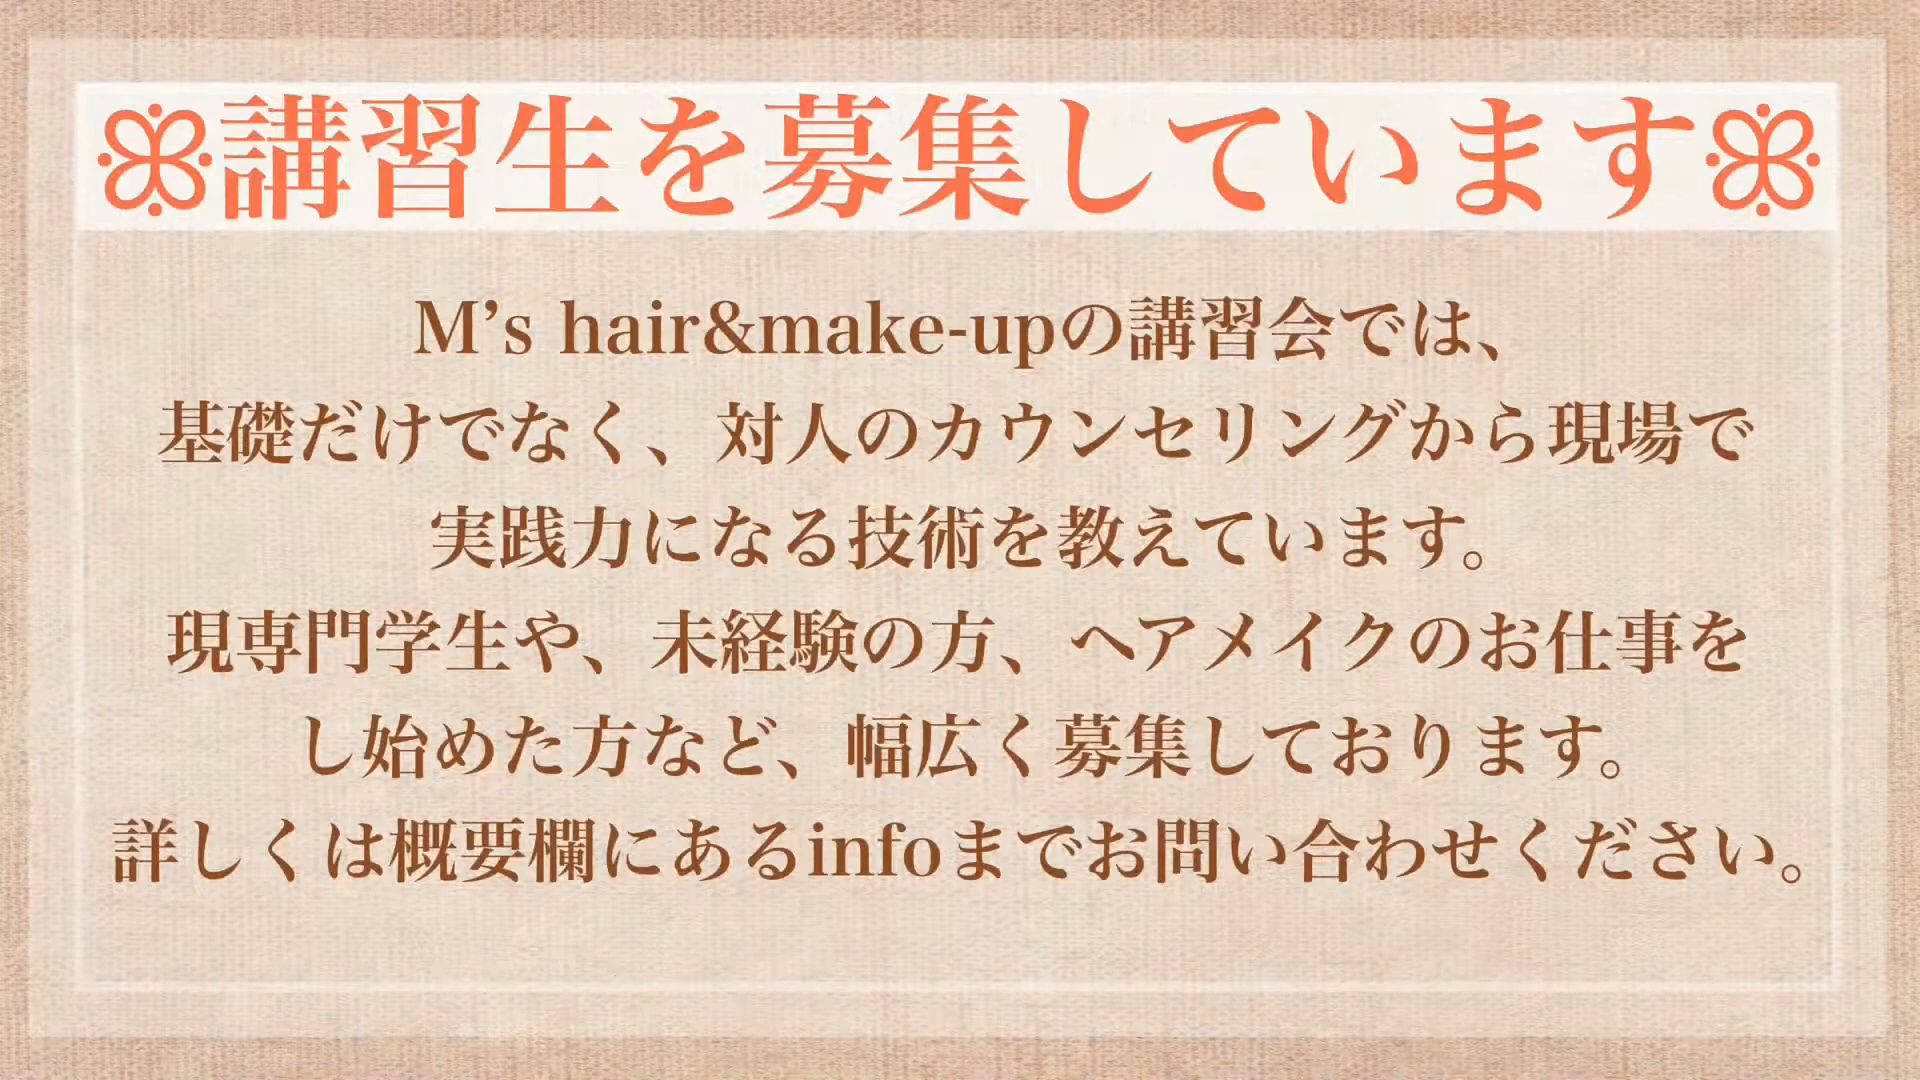 講習生を募集しています
M’s hair&make-upの講習会では、
基礎だけでなく、対人のカウンセリングから現場で
実践力になる技術を教えています。
現専門学生や、未経験の方、ヘアメイクのお仕事を
し始めた方など、幅広く募集しております。
詳しくは概要欄にあるinfoまでお問い合わせください。